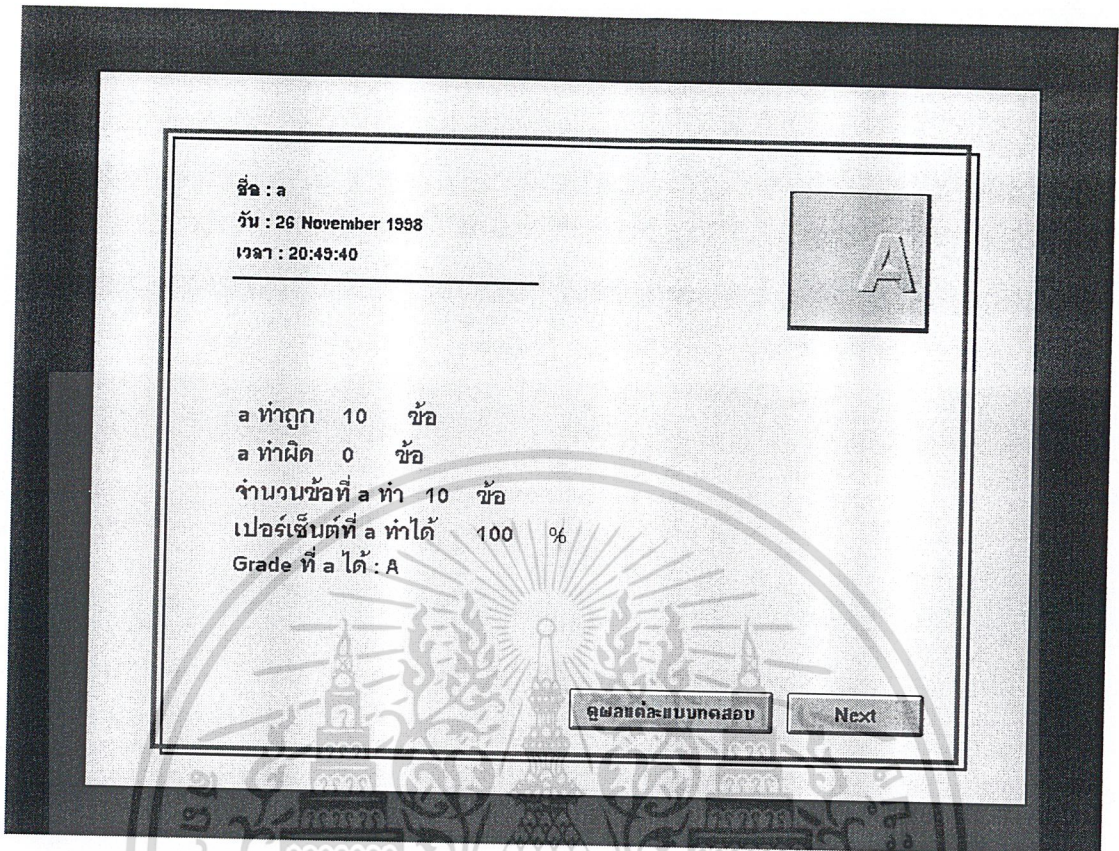 ชื่อ : a
วัน : 26 November 1998
เวลา : 20:49:40
A
a ทำถูก 10 ข้อ
a ทำผิด 0 ข้อ
จำนวนข้อที่ a ทำ 10 ข้อ
เปอร์เซ็นต์ที่ a ทำได้ 100 %
Grade ที่ a ได้ : A
ดูผลแต่ละแบบทดสอบ
Next